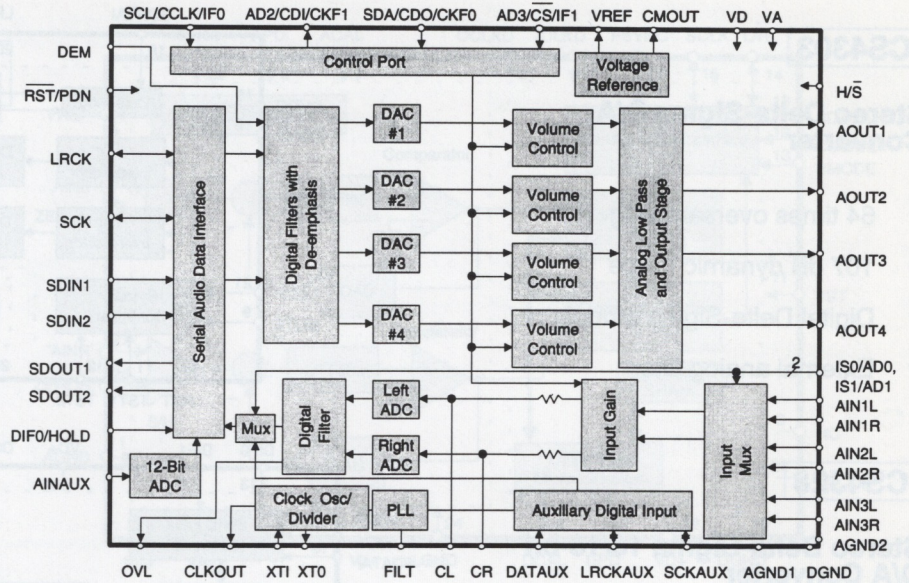 SCL/CCLK/IF0 AD2/CDI/CKF1 SDA/CDO/CKF0 AD3/CS/IF1 VREF CMOUT VD VA
DEM
Control Port
Voltage
Reference
RST/PDN
H/S
LRCK
SCK
SDIN1
SDIN2
SDOUT1
SDOUT2
DIF0/HOLD
AINAUX
Serial Audio Data Interface
Digital Filters with
De-emphasis
DAC
#1
DAC
#2
DAC
#3
DAC
#4
Volume
Control
Volume
Control
Volume
Control
Volume
Control
Analog Low Pass
and Output Stage
AOUT1
AOUT2
AOUT3
AOUT4
2
IS0/AD0,
IS1/AD1
AIN1L
AIN1R
AIN2L
AIN2R
AIN3L
AIN3R
AGND2
Mux
Digital
Filter
Left
ADC
Right
ADC
Input Gain
Input
Mux
12-Bit
ADC
Clock Osc/
Divider
PLL
Auxiliary Digital Input
OVL CLKOUT XTI XT0 FILT CL CR DATAUX LRCKAUX SCKAUX AGND1 DGND